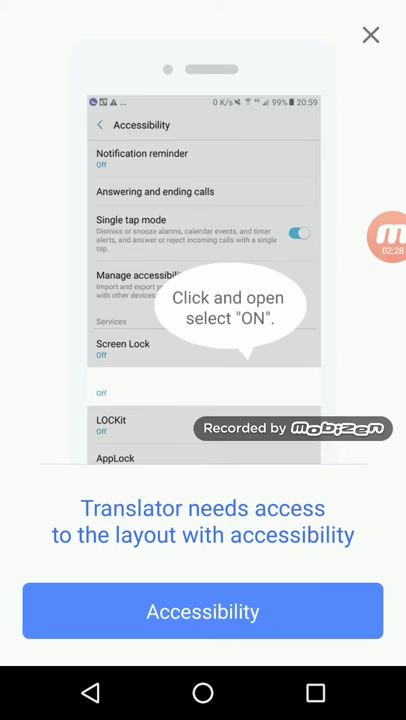 0 K/s 4G 99% 20:59
Accessibility
Notification reminder
Off
Answering and ending calls
Single tap mode
Dismiss or snooze alarms, calendar events, and timer
alerts, and answer or reject incoming calls with a single
tap.
Manage accessibili
Import and export yo
with other devices
Click and open
select "ON".
Services
Screen Lock
Off
Off
LOCKit
Off
AppLock
02:28
Recorded by mobizen
Translator needs access
to the layout with accessibility
Accessibility